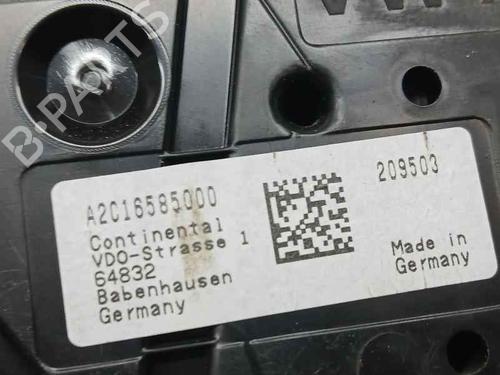 A2C16585000
Continental
VDO-Strasse 1
64832
Babenhausen
Germany
209503
Made in
Germany
B-PARTS